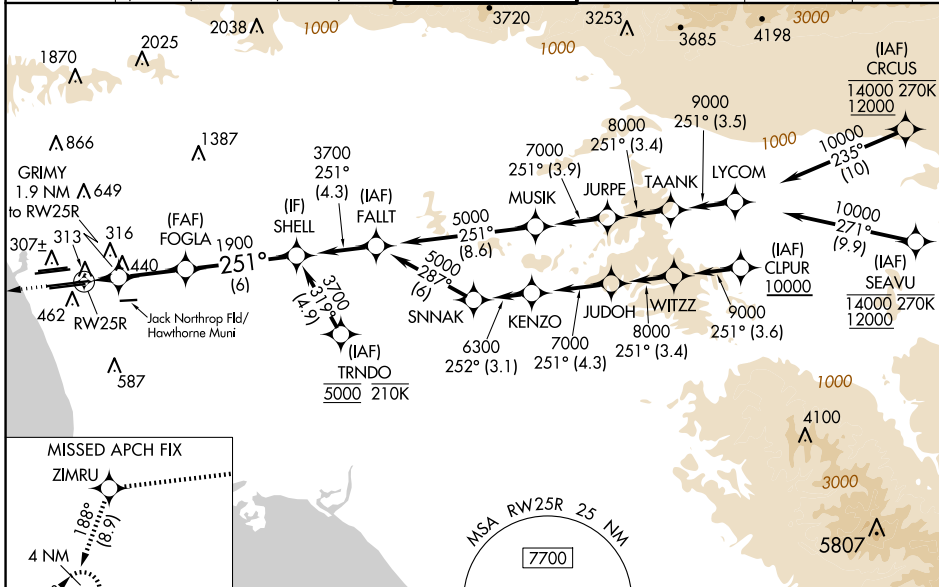 2038
1000
3720
3253
3685
4198
3000
2025
1870
1000
(IAF)
CRCUS
14000 270K
12000
9000
251° (3.5)
8000
251° (3.4)
1000
10000
235°
(10)
866
1387
7000
251° (3.9)
3700
251°
(4.3)
GRIMY
1.9 NM
to RW25R
649
JURPE
TAANK
LYCOM
(IAF)
FALLT
MUSIK
(IF)
SHELL
5000
251°
(8.6)
10000
271°
(9.9)
(FAF)
FOGLA
1900
251°
(6)
307±
313
316
440
5000
287°
(6)
(IAF)
CLPUR
10000
(IAF)
SEAVU
14000 270K
12000
462
RW25R
Jack Northrop Fld/
Hawthorne Muni
3700
319°
(4.9)
SNNAK
KENZO
JUDOH
WITZZ
9000
251° (3.6)
8000
251° (3.4)
7000
251° (4.3)
6300
252° (3.1)
(IAF)
TRNDO
5000 210K
587
1000
4100
3000
5807
MISSED APCH FIX
ZIMRU
188°
(8.9)
4 NM
MSA RW25R 25 NM
7700